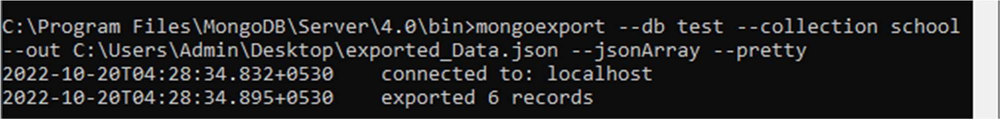 C:\Program Files\MongoDB\Server\4.0\bin>mongoexport --db test --collection school
--out C:\Users\Admin\Desktop\exported_Data.json --jsonArray --pretty
2022-10-20T04:28:34.832+0530    connected to: localhost
2022-10-20T04:28:34.895+0530    exported 6 records